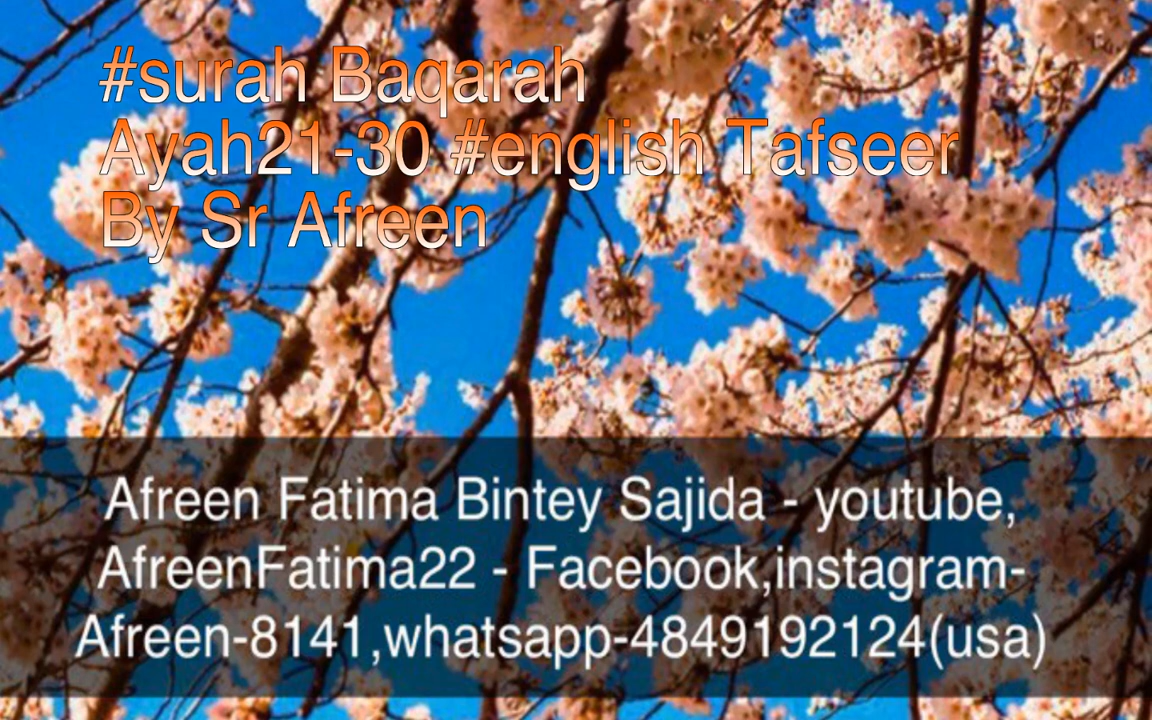 #surah Baqarah
Ayah21-30 #english Tafseer
By Sr Afreen
Afreen Fatima Bintey Sajida - youtube,
AfreenFatima22 - Facebook,instagram-
Afreen-8141,whatsapp-4849192124(usa)